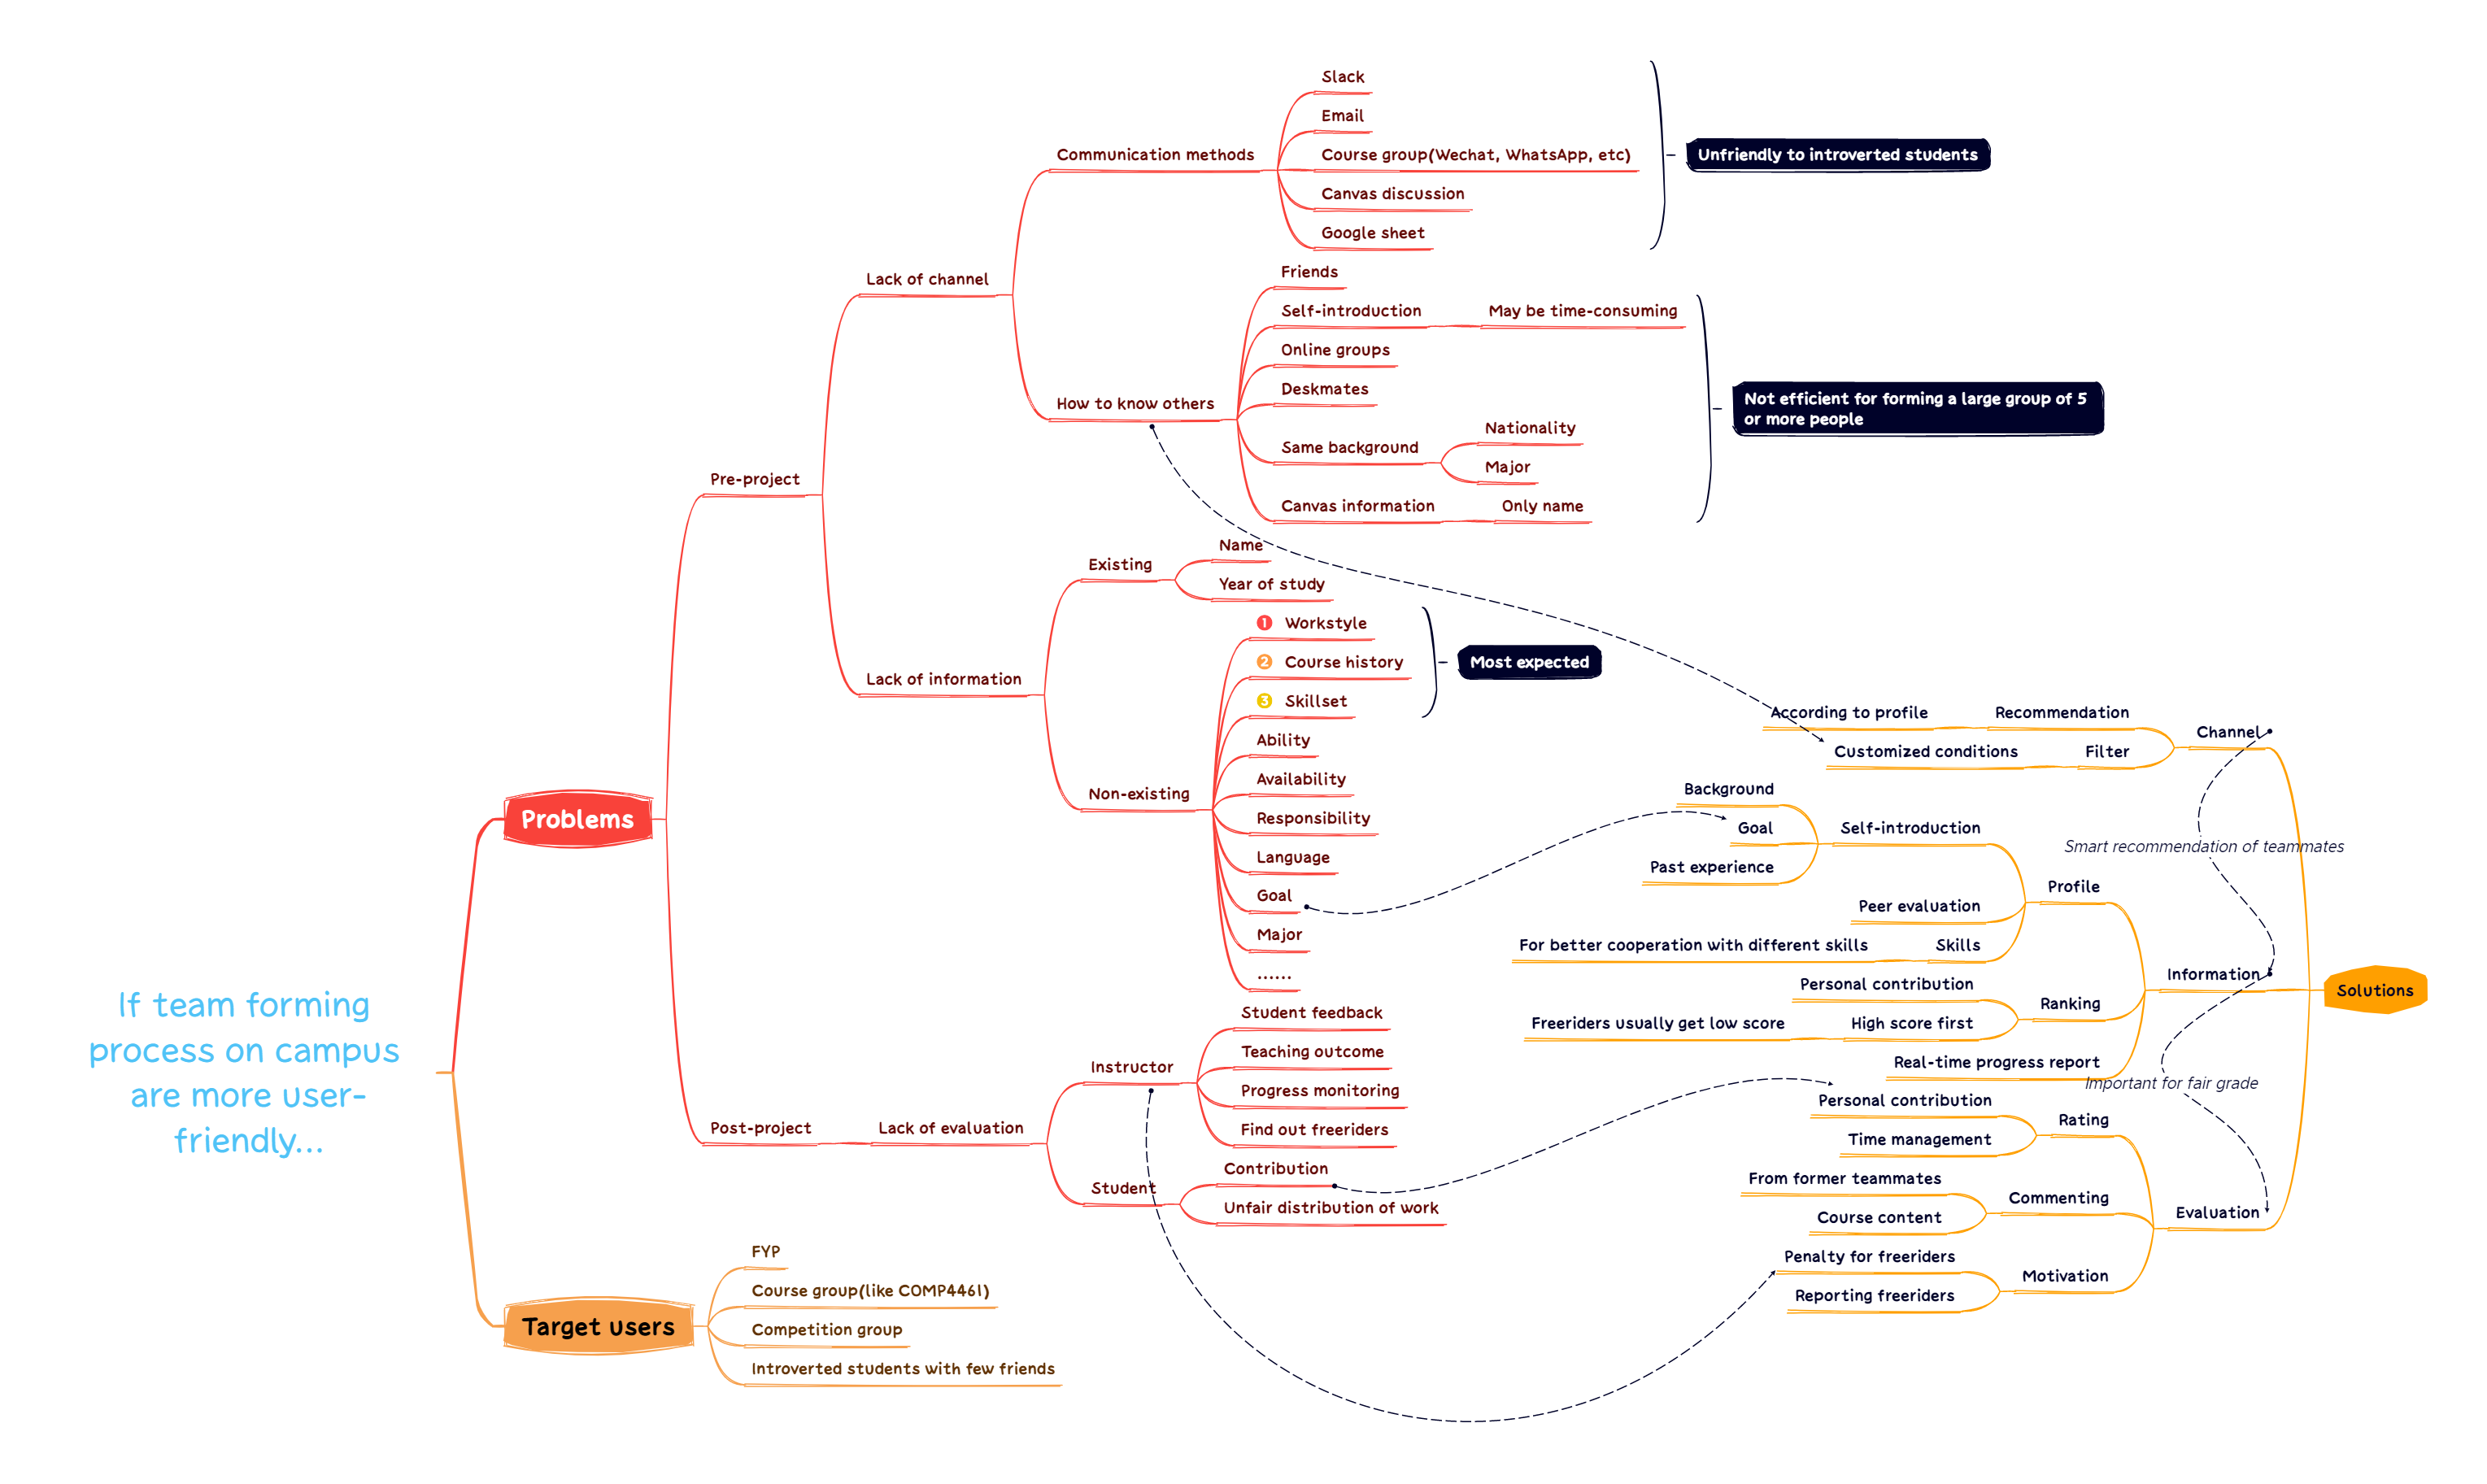 If team forming
process on campus
are more user-
friendly...
Problems
Pre-project
Lack of channel
Communication methods
Slack
Email
Course group(Wechat, WhatsApp, etc)
Canvas discussion
Google sheet
Unfriendly to introverted students
How to know others
Friends
Self-introduction
May be time-consuming
Online groups
Deskmates
Same background
Nationality
Major
Canvas information
Only name
Not efficient for forming a large group of 5
or more people
Lack of information
Existing
Name
Year of study
Non-existing
1 Workstyle
2 Course history
3 Skillset
Most expected
Ability
Availability
Responsibility
Language
Goal
Major
......
Post-project
Lack of evaluation
Instructor
Student feedback
Teaching outcome
Progress monitoring
Find out freeriders
Student
Contribution
Unfair distribution of work
Target users
FYP
Course group(like COMP4461)
Competition group
Introverted students with few friends
Solutions
Channel
Recommendation
According to profile
Filter
Customized conditions
Smart recommendation of teammates
Information
Profile
Self-introduction
Background
Goal
Past experience
Peer evaluation
Skills
For better cooperation with different skills
Ranking
Personal contribution
High score first
Freeriders usually get low score
Real-time progress report
Important for fair grade
Evaluation
Rating
Personal contribution
Time management
Commenting
From former teammates
Course content
Motivation
Penalty for freeriders
Reporting freeriders